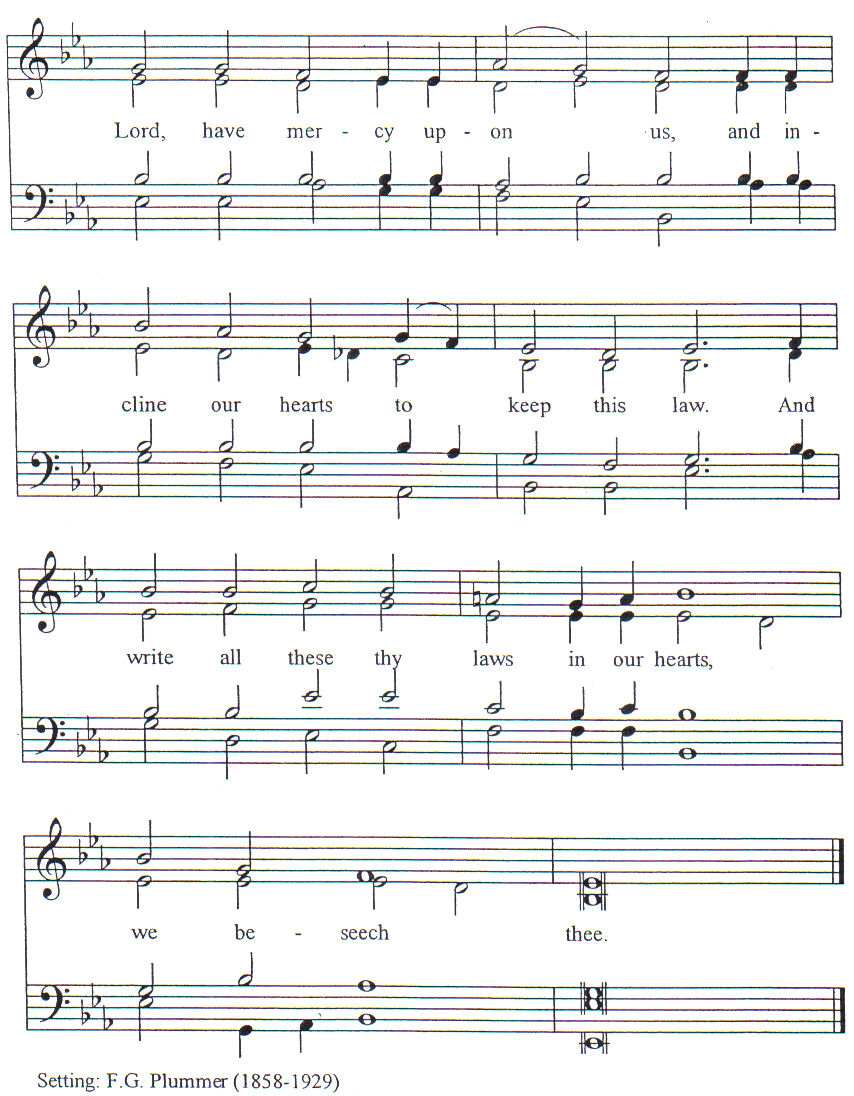 Lord, have mer - cy up - on us, and in -
cline our hearts to keep this law. And
write all these thy laws in our hearts,
we be - seech thee.
Setting: F.G. Plummer (1858-1929)